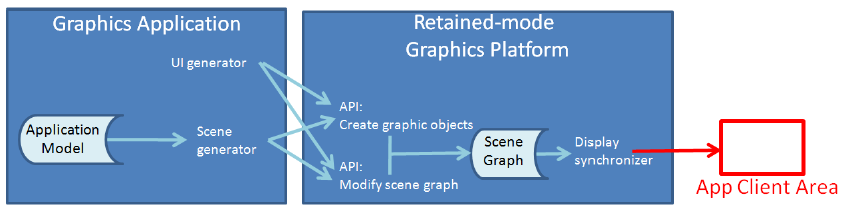 Graphics Application
UI generator
Application
Model
Scene
generator
Retained-mode
Graphics Platform
API:
Create graphic objects
API:
Modify scene graph
Scene
Graph
Display
synchronizer
App Client Area